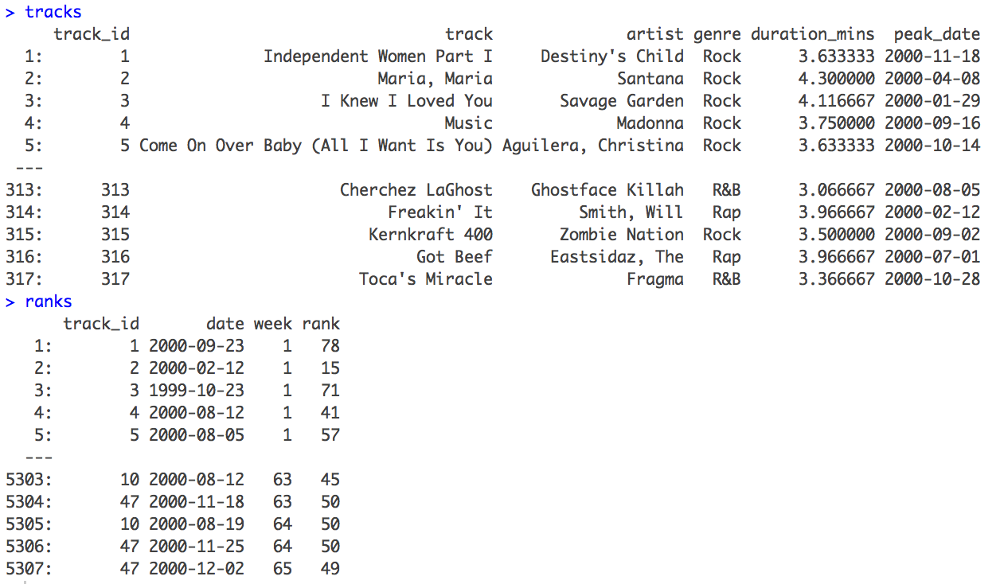 > tracks
     track_id                                 track              artist genre duration_mins  peak_date
  1:        1           Independent Women Part I     Destiny's Child  Rock      3.633333 2000-11-18
  2:        2                       Maria, Maria             Santana  Rock      4.300000 2000-04-08
  3:        3                 I Knew I Loved You       Savage Garden  Rock      4.116667 2000-01-29
  4:        4                              Music             Madonna  Rock      3.750000 2000-09-16
  5:        5 Come On Over Baby (All I Want Is You) Aguilera, Christina  Rock      3.633333 2000-10-14
 ---
313:      313                   Cherchez LaGhost    Ghostface Killah   R&B      3.066667 2000-08-05
314:      314                        Freakin' It         Smith, Will   Rap      3.966667 2000-02-12
315:      315                      Kernkraft 400       Zombie Nation  Rock      3.500000 2000-09-02
316:      316                           Got Beef      Eastsidaz, The   Rap      3.966667 2000-07-01
317:      317                     Toca's Miracle              Fragma   R&B      3.366667 2000-10-28
> ranks
      track_id       date week rank
   1:        1 2000-09-23    1   78
   2:        2 2000-02-12    1   15
   3:        3 1999-10-23    1   71
   4:        4 2000-08-12    1   41
   5:        5 2000-08-05    1   57
  ---
5303:       10 2000-08-12   63   45
5304:       47 2000-11-18   63   50
5305:       10 2000-08-19   64   50
5306:       47 2000-11-25   64   50
5307:       47 2000-12-02   65   49